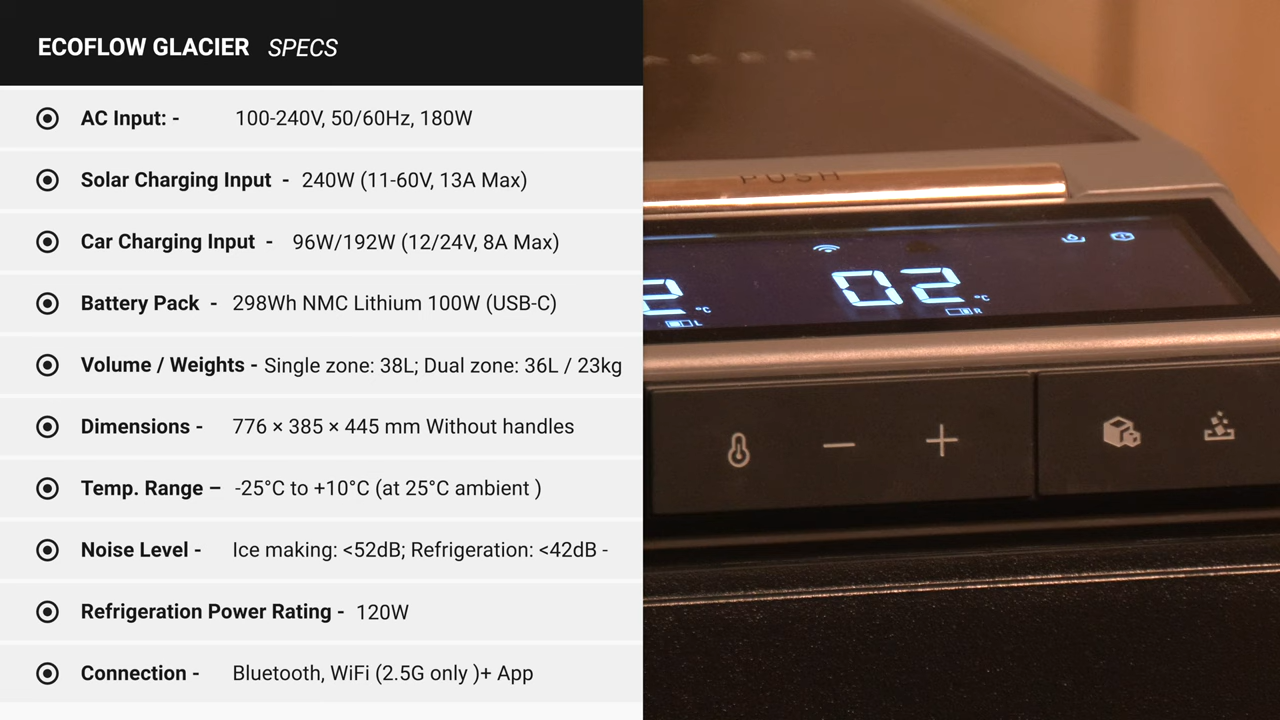 ECOFLOW GLACIER SPECS
AC Input: - 100-240V, 50/60Hz, 180W
Solar Charging Input - 240W (11-60V, 13A Max)
Car Charging Input - 96W/192W (12/24V, 8A Max)
Battery Pack - 298Wh NMC Lithium 100W (USB-C)
Volume / Weights - Single zone: 38L; Dual zone: 36L / 23kg
Dimensions - 776 × 385 × 445 mm Without handles
Temp. Range – -25°C to +10°C (at 25°C ambient )
Noise Level - Ice making: <52dB; Refrigeration: <42dB -
Refrigeration Power Rating - 120W
Connection - Bluetooth, WiFi (2.5G only )+ App
PUSH
2 °C 02 °C
L R